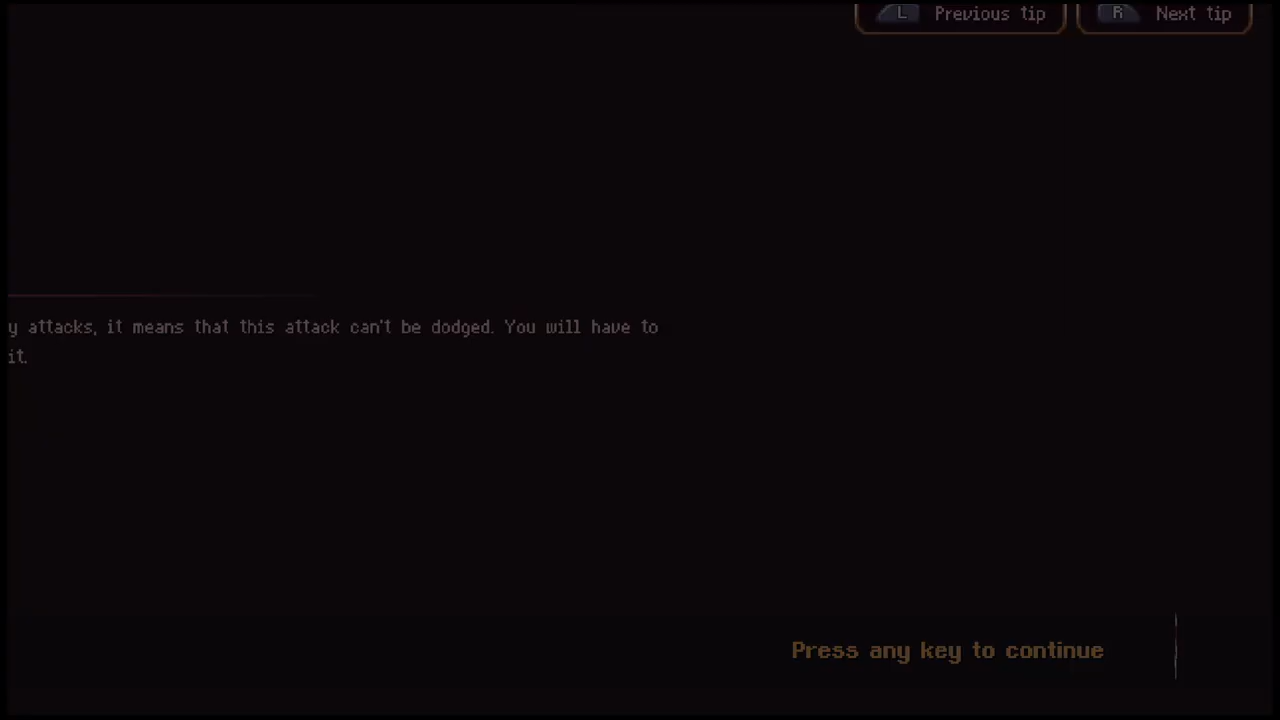 L Previous tip R Next tip
y attacks, it means that this attack can't be dodged. You will have to
it.
Press any key to continue